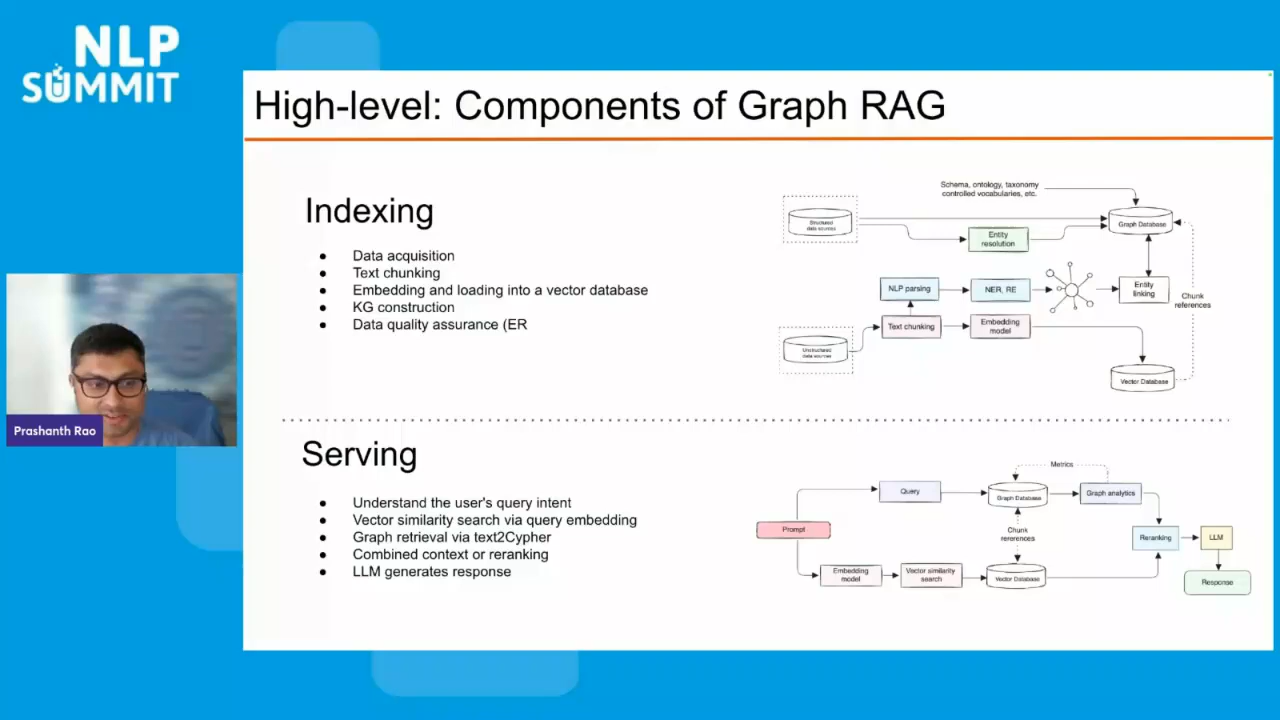 NLP
SUMMIT
High-level: Components of Graph RAG
Indexing
● Data acquisition
● Text chunking
● Embedding and loading into a vector database
● KG construction
● Data quality assurance (ER
Schema, ontology, taxonomy
controlled vocabularies, etc.
Structured
data sources
Entity
resolution
Graph Database
NLP parsing
NER, RE
Entity
linking
Chunk
references
Text chunking
Embedding
model
Unstructured
data sources
Vector Database
Prashanth Rao
Serving
● Understand the user's query intent
● Vector similarity search via query embedding
● Graph retrieval via text2Cypher
● Combined context or reranking
● LLM generates response
Metrics
Query
Graph Database
Graph analytics
Prompt
Chunk
references
Reranking
LLM
Embedding
model
Vector similarity
search
Vector Database
Response